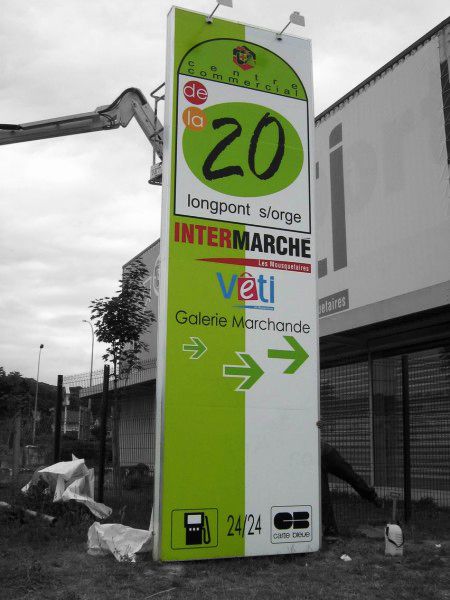 centre
commercial
de
la
20
longpont s/orge
INTERMARCHE
Les Mousquetaires
Vêti
Galerie Marchande
24/24
CB
carte bleue